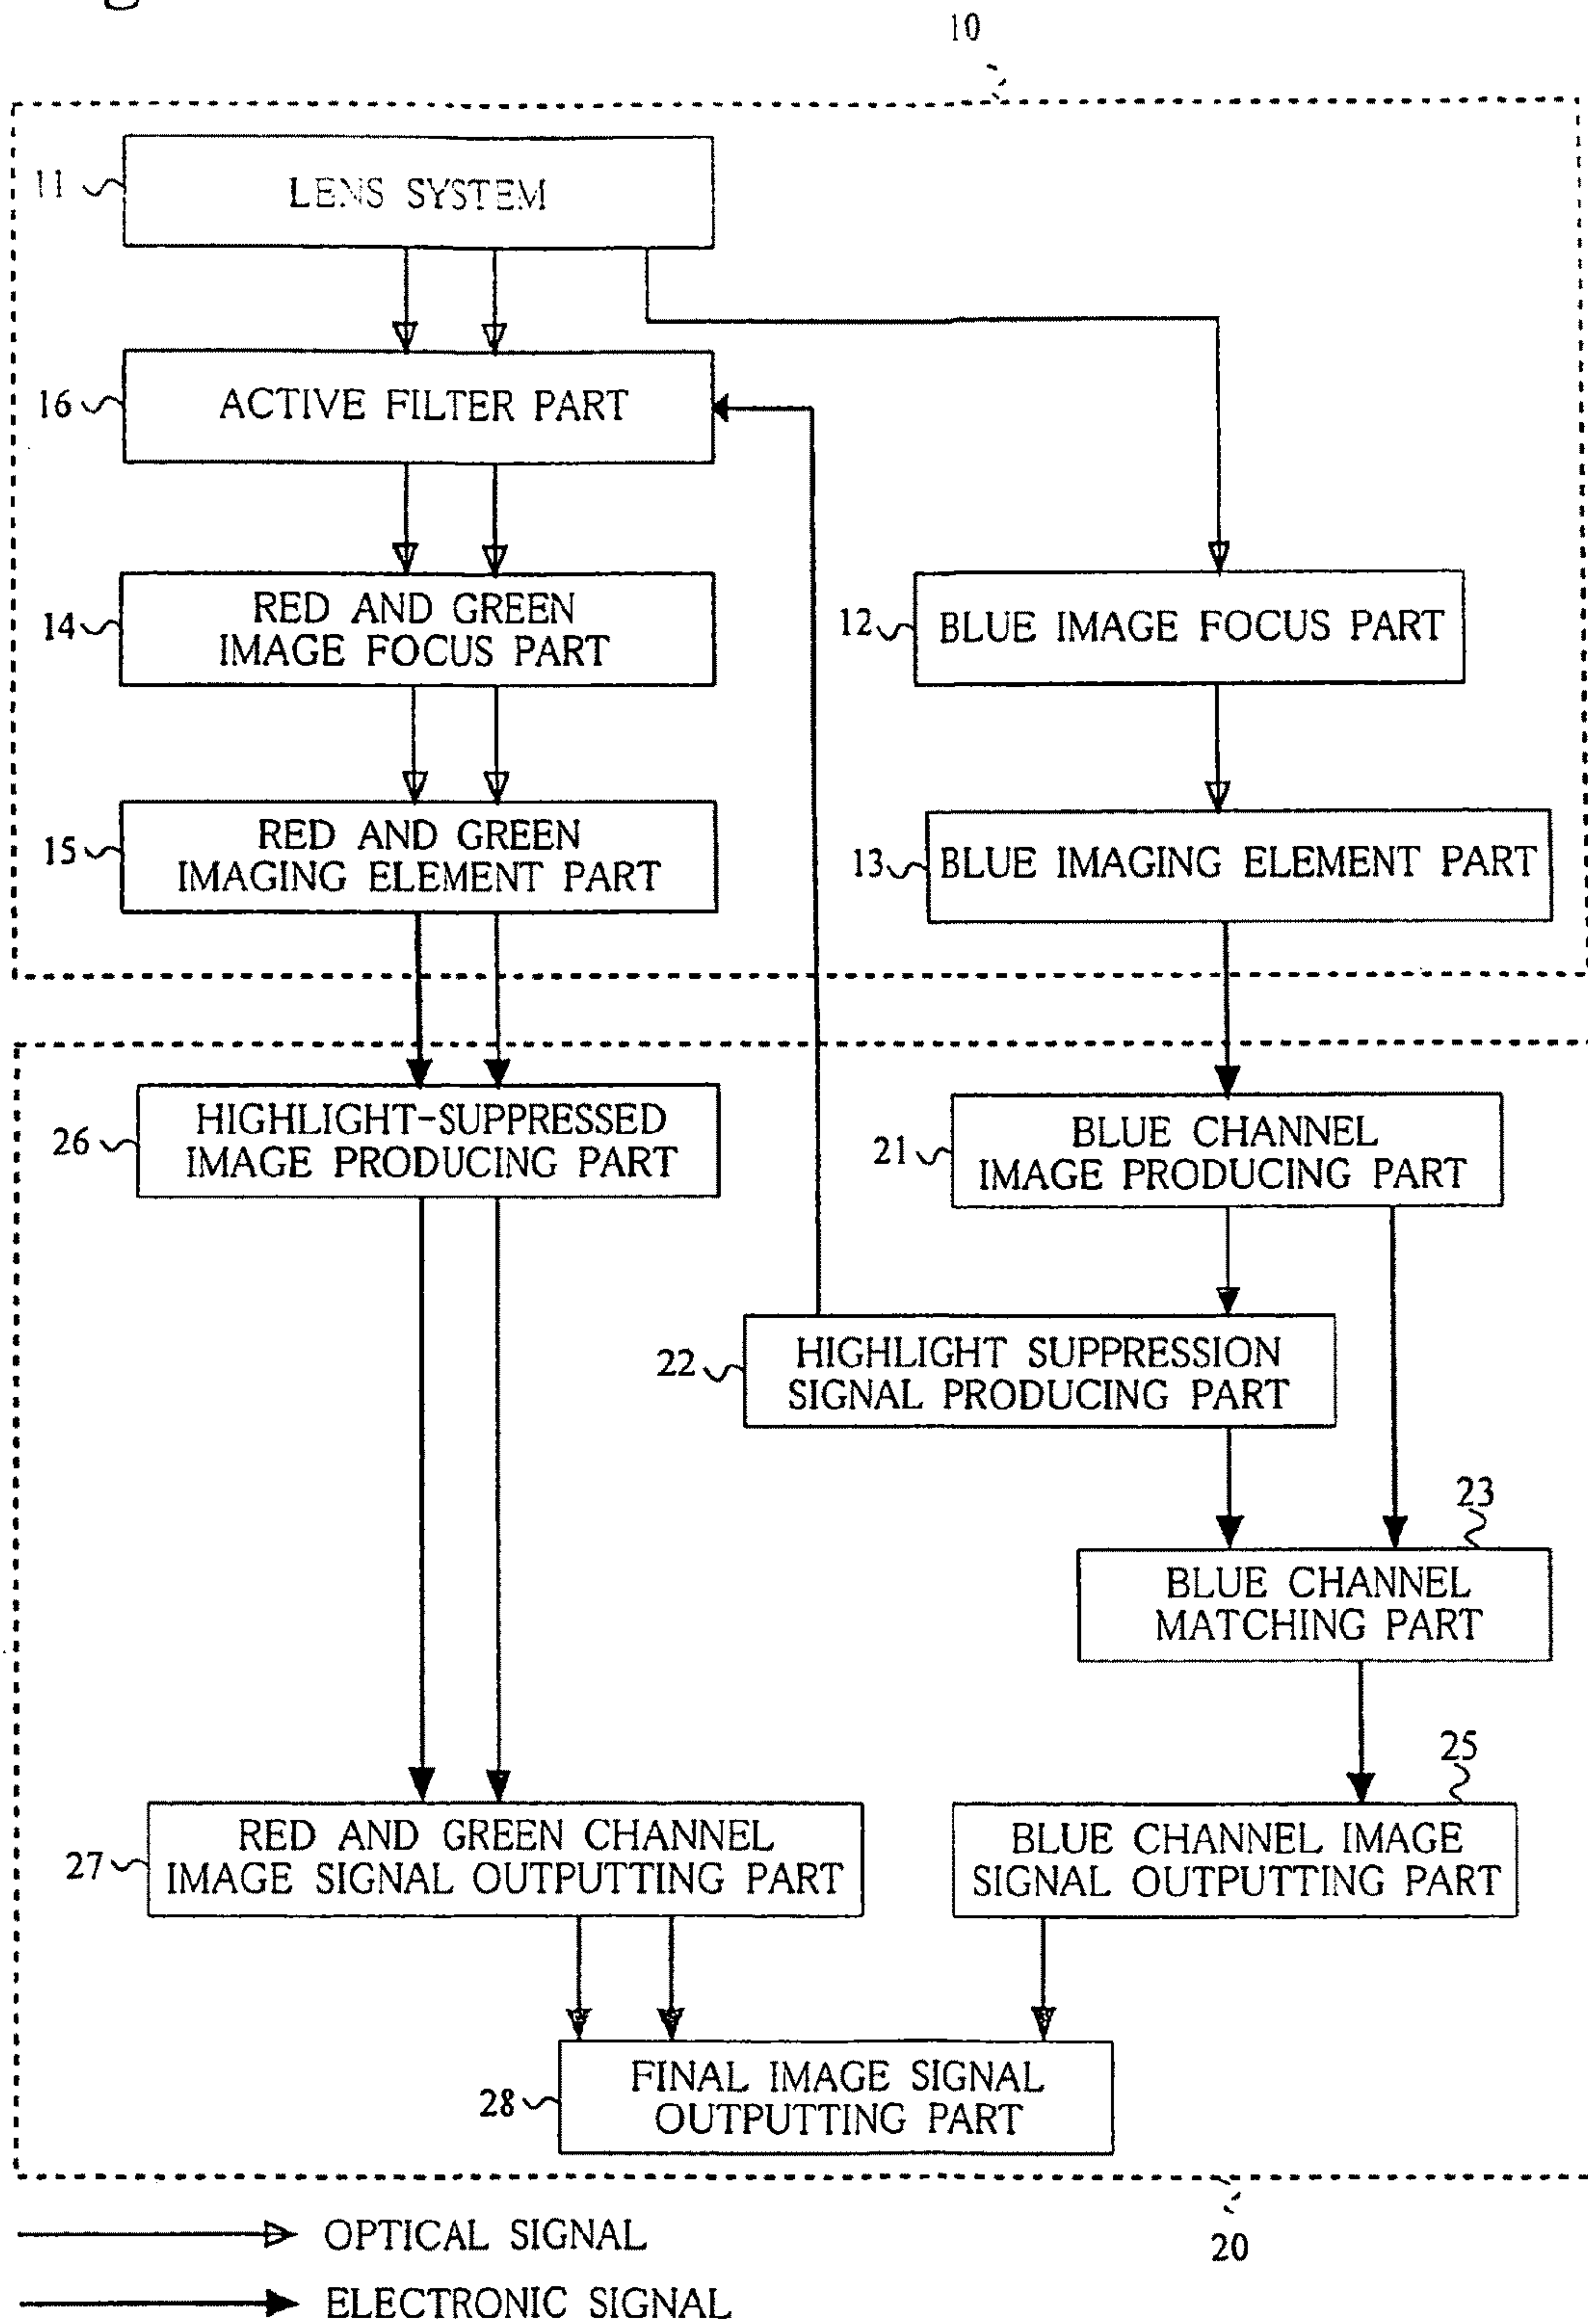 10
11
LENS SYSTEM
16
ACTIVE FILTER PART
14
RED AND GREEN
IMAGE FOCUS PART
12
BLUE IMAGE FOCUS PART
15
RED AND GREEN
IMAGING ELEMENT PART
13
BLUE IMAGING ELEMENT PART
26
HIGHLIGHT-SUPPRESSED
IMAGE PRODUCING PART
21
BLUE CHANNEL
IMAGE PRODUCING PART
22
HIGHLIGHT SUPPRESSION
SIGNAL PRODUCING PART
23
BLUE CHANNEL
MATCHING PART
25
27
RED AND GREEN CHANNEL
IMAGE SIGNAL OUTPUTTING PART
BLUE CHANNEL IMAGE
SIGNAL OUTPUTTING PART
28
FINAL IMAGE SIGNAL
OUTPUTTING PART
20
OPTICAL SIGNAL
ELECTRONIC SIGNAL